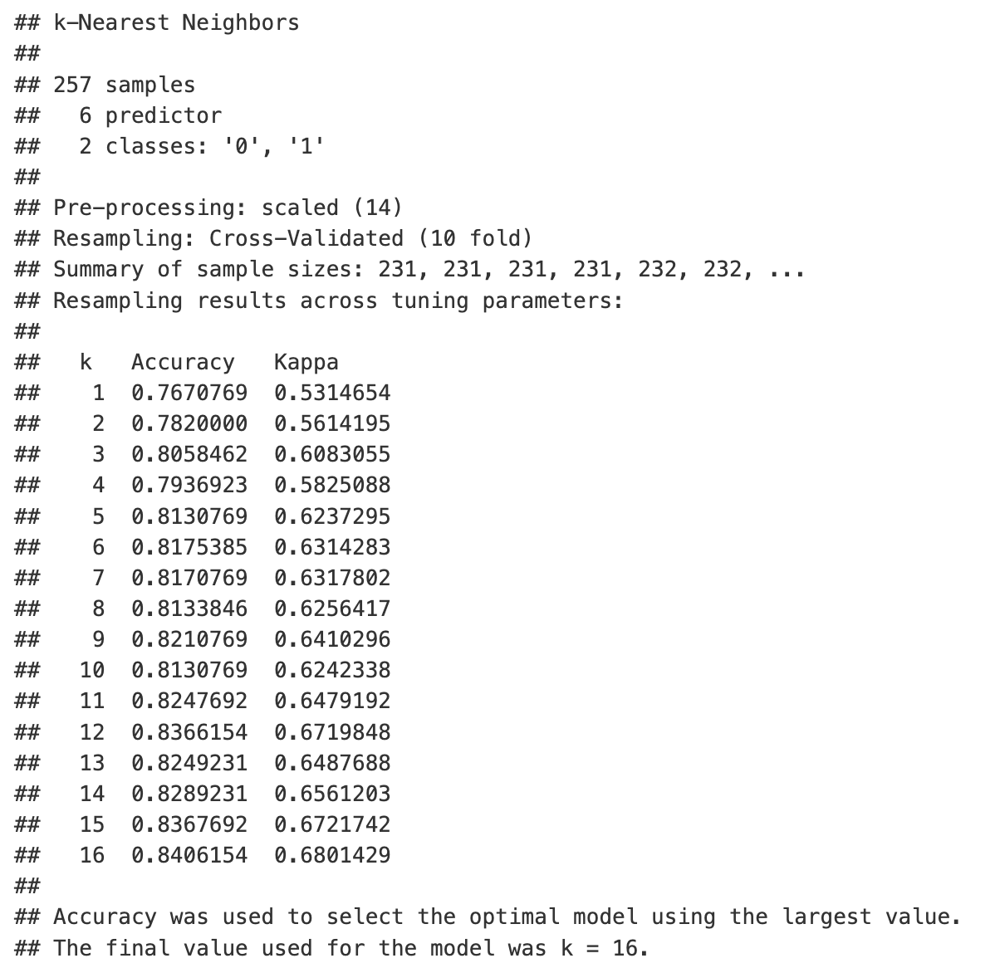 ## k-Nearest Neighbors
##
## 257 samples
##   6 predictor
##   2 classes: '0', '1'
##
## Pre-processing: scaled (14)
## Resampling: Cross-Validated (10 fold)
## Summary of sample sizes: 231, 231, 231, 231, 232, 232, ...
## Resampling results across tuning parameters:
##
##   k   Accuracy   Kappa
##    1  0.7670769  0.5314654
##    2  0.7820000  0.5614195
##    3  0.8058462  0.6083055
##    4  0.7936923  0.5825088
##    5  0.8130769  0.6237295
##    6  0.8175385  0.6314283
##    7  0.8170769  0.6317802
##    8  0.8133846  0.6256417
##    9  0.8210769  0.6410296
##   10  0.8130769  0.6242338
##   11  0.8247692  0.6479192
##   12  0.8366154  0.6719848
##   13  0.8249231  0.6487688
##   14  0.8289231  0.6561203
##   15  0.8367692  0.6721742
##   16  0.8406154  0.6801429
##
## Accuracy was used to select the optimal model using the largest value.
## The final value used for the model was k = 16.